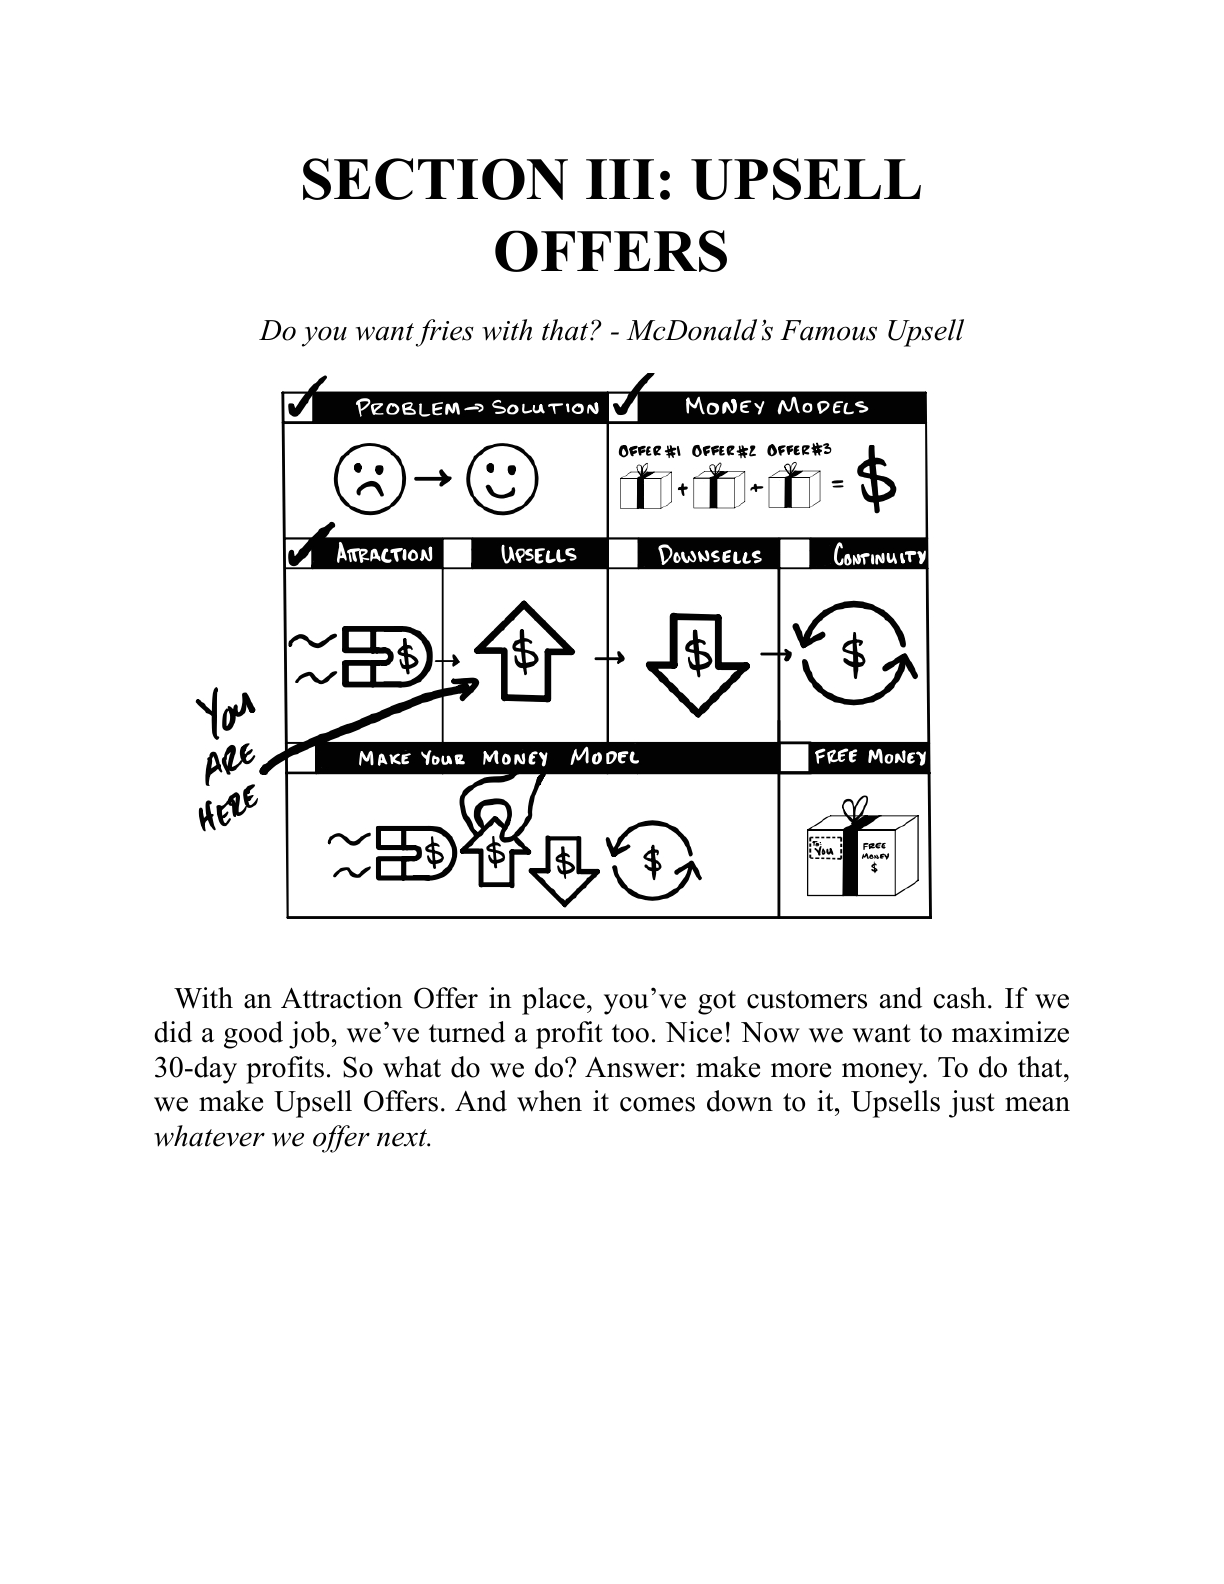 SECTION III: UPSELL
OFFERS
Do you want fries with that? - McDonald’s Famous Upsell
PROBLEM → SOLUTION
MONEY MODELS
OFFER #1 OFFER #2 OFFER #3
+ + = $
ATTRACTION
UPSELLS
DOWNSELLS
CONTINUITY
$ $ $ $
YOU
ARE
HERE
MAKE YOUR MONEY MODEL
FREE MONEY
$ $ $ $
TO:
YOU
FREE
MONEY
$
With an Attraction Offer in place, you’ve got customers and cash. If we
did a good job, we’ve turned a profit too. Nice! Now we want to maximize
30-day profits. So what do we do? Answer: make more money. To do that,
we make Upsell Offers. And when it comes down to it, Upsells just mean
whatever we offer next.